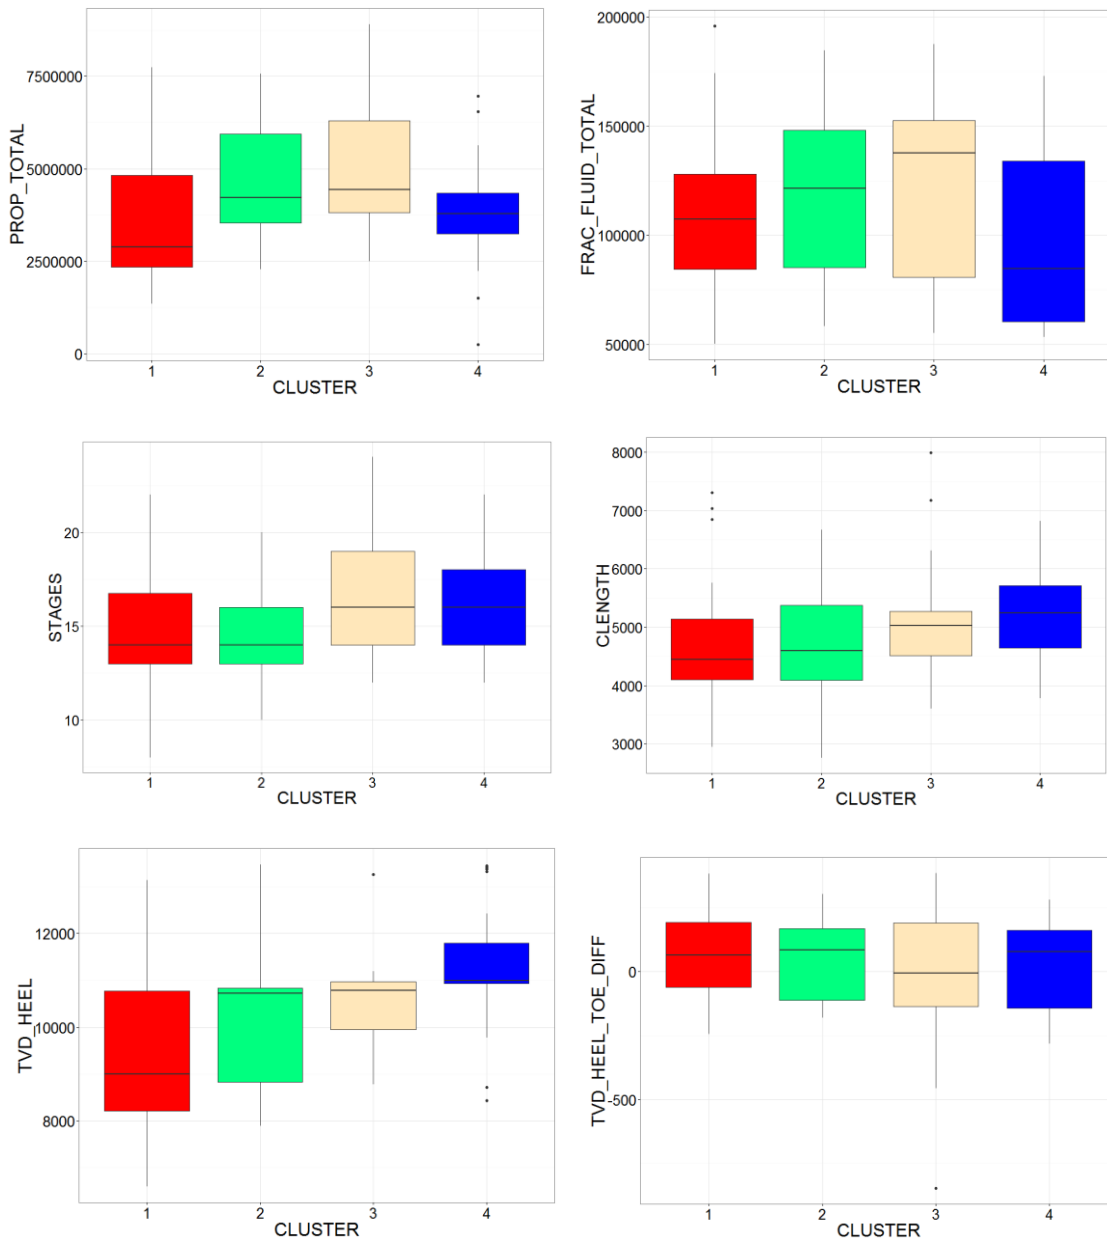 PROP_TOTAL
7500000
5000000
2500000
0
1 2 3 4
CLUSTER
FRAC_FLUID_TOTAL
200000
150000
100000
50000
1 2 3 4
CLUSTER
STAGES
20
15
10
1 2 3 4
CLUSTER
CLENGTH
8000
7000
6000
5000
4000
3000
1 2 3 4
CLUSTER
TVD_HEEL
12000
10000
8000
1 2 3 4
CLUSTER
TVD_HEEL_TOE_DIFF
0
-500
1 2 3 4
CLUSTER